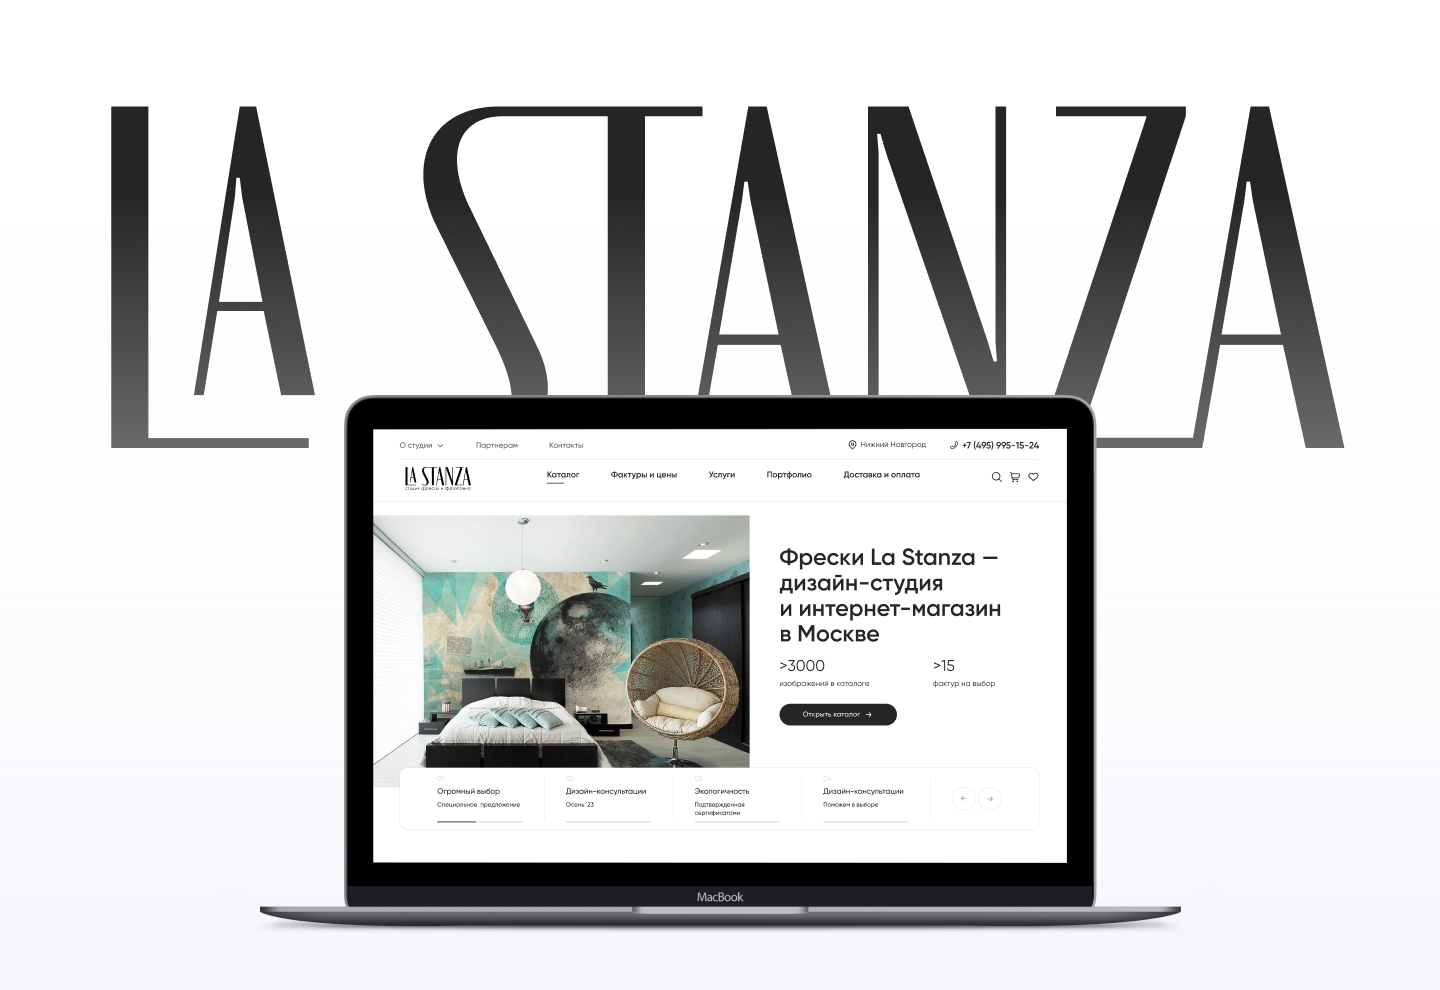 LA STANZA
О студии
Партнерам
Контакты
Нижний Новгород
+7 (495) 995-15-24
LA STANZA
студия фресок и фотопанно
Каталог
Фактуры и цены
Услуги
Портфолио
Доставка и оплата
Фрески La Stanza —
дизайн-студия
и интернет-магазин
в Москве
>3000
изображений в каталоге
>15
фактур на выбор
Открыть каталог
01
Огромный выбор
Специальное предложение
02
Дизайн-консультации
Осень '23
03
Экологичность
Подтвержденная
сертификатами
04
Дизайн-консультации
Поможем в выборе
MacBook